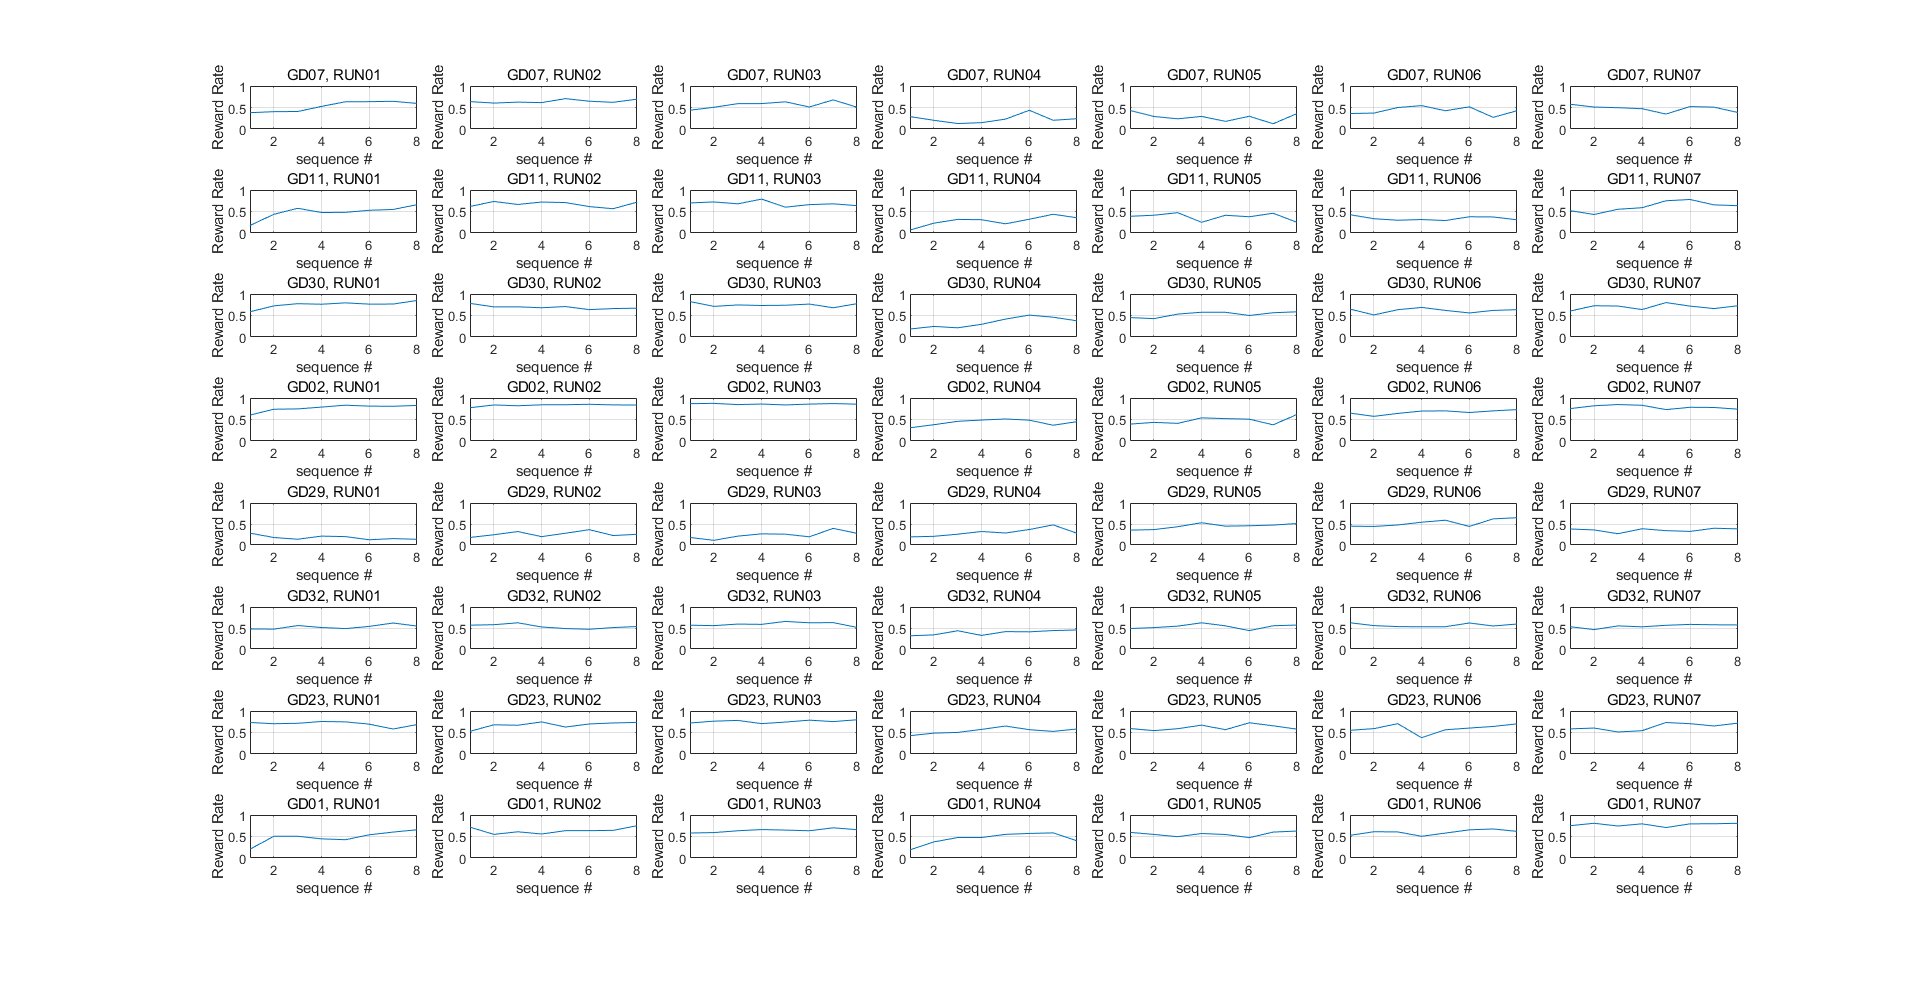 GD07, RUN01 GD07, RUN02 GD07, RUN03 GD07, RUN04 GD07, RUN05 GD07, RUN06 GD07, RUN07
Reward Rate Reward Rate Reward Rate Reward Rate Reward Rate Reward Rate Reward Rate
1 1 1 1 1 1 1
0.5 0.5 0.5 0.5 0.5 0.5 0.5
0 0 0 0 0 0 0
2 4 6 8 2 4 6 8 2 4 6 8 2 4 6 8 2 4 6 8 2 4 6 8 2 4 6 8
sequence # sequence # sequence # sequence # sequence # sequence # sequence #
GD11, RUN01 GD11, RUN02 GD11, RUN03 GD11, RUN04 GD11, RUN05 GD11, RUN06 GD11, RUN07
Reward Rate Reward Rate Reward Rate Reward Rate Reward Rate Reward Rate Reward Rate
1 1 1 1 1 1 1
0.5 0.5 0.5 0.5 0.5 0.5 0.5
0 0 0 0 0 0 0
2 4 6 8 2 4 6 8 2 4 6 8 2 4 6 8 2 4 6 8 2 4 6 8 2 4 6 8
sequence # sequence # sequence # sequence # sequence # sequence # sequence #
GD30, RUN01 GD30, RUN02 GD30, RUN03 GD30, RUN04 GD30, RUN05 GD30, RUN06 GD30, RUN07
Reward Rate Reward Rate Reward Rate Reward Rate Reward Rate Reward Rate Reward Rate
1 1 1 1 1 1 1
0.5 0.5 0.5 0.5 0.5 0.5 0.5
0 0 0 0 0 0 0
2 4 6 8 2 4 6 8 2 4 6 8 2 4 6 8 2 4 6 8 2 4 6 8 2 4 6 8
sequence # sequence # sequence # sequence # sequence # sequence # sequence #
GD02, RUN01 GD02, RUN02 GD02, RUN03 GD02, RUN04 GD02, RUN05 GD02, RUN06 GD02, RUN07
Reward Rate Reward Rate Reward Rate Reward Rate Reward Rate Reward Rate Reward Rate
1 1 1 1 1 1 1
0.5 0.5 0.5 0.5 0.5 0.5 0.5
0 0 0 0 0 0 0
2 4 6 8 2 4 6 8 2 4 6 8 2 4 6 8 2 4 6 8 2 4 6 8 2 4 6 8
sequence # sequence # sequence # sequence # sequence # sequence # sequence #
GD29, RUN01 GD29, RUN02 GD29, RUN03 GD29, RUN04 GD29, RUN05 GD29, RUN06 GD29, RUN07
Reward Rate Reward Rate Reward Rate Reward Rate Reward Rate Reward Rate Reward Rate
1 1 1 1 1 1 1
0.5 0.5 0.5 0.5 0.5 0.5 0.5
0 0 0 0 0 0 0
2 4 6 8 2 4 6 8 2 4 6 8 2 4 6 8 2 4 6 8 2 4 6 8 2 4 6 8
sequence # sequence # sequence # sequence # sequence # sequence # sequence #
GD32, RUN01 GD32, RUN02 GD32, RUN03 GD32, RUN04 GD32, RUN05 GD32, RUN06 GD32, RUN07
Reward Rate Reward Rate Reward Rate Reward Rate Reward Rate Reward Rate Reward Rate
1 1 1 1 1 1 1
0.5 0.5 0.5 0.5 0.5 0.5 0.5
0 0 0 0 0 0 0
2 4 6 8 2 4 6 8 2 4 6 8 2 4 6 8 2 4 6 8 2 4 6 8 2 4 6 8
sequence # sequence # sequence # sequence # sequence # sequence # sequence #
GD23, RUN01 GD23, RUN02 GD23, RUN03 GD23, RUN04 GD23, RUN05 GD23, RUN06 GD23, RUN07
Reward Rate Reward Rate Reward Rate Reward Rate Reward Rate Reward Rate Reward Rate
1 1 1 1 1 1 1
0.5 0.5 0.5 0.5 0.5 0.5 0.5
0 0 0 0 0 0 0
2 4 6 8 2 4 6 8 2 4 6 8 2 4 6 8 2 4 6 8 2 4 6 8 2 4 6 8
sequence # sequence # sequence # sequence # sequence # sequence # sequence #
GD01, RUN01 GD01, RUN02 GD01, RUN03 GD01, RUN04 GD01, RUN05 GD01, RUN06 GD01, RUN07
Reward Rate Reward Rate Reward Rate Reward Rate Reward Rate Reward Rate Reward Rate
1 1 1 1 1 1 1
0.5 0.5 0.5 0.5 0.5 0.5 0.5
0 0 0 0 0 0 0
2 4 6 8 2 4 6 8 2 4 6 8 2 4 6 8 2 4 6 8 2 4 6 8 2 4 6 8
sequence # sequence # sequence # sequence # sequence # sequence # sequence #